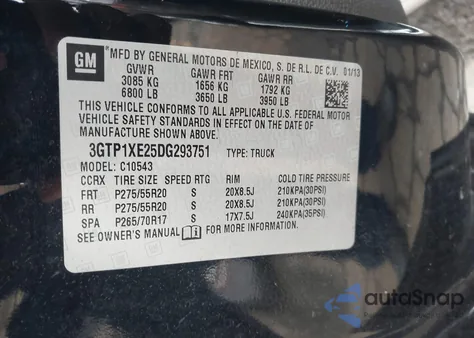 GM MFD BY GENERAL MOTORS DE MEXICO, S. DE R.L. DE C.V. 01/13
GVWR GAWR FRT GAWR RR
3085 KG 1656 KG 1792 KG
6800 LB 3650 LB 3950 LB
THIS VEHICLE CONFORMS TO ALL APPLICABLE U.S. FEDERAL MOTOR
VEHICLE SAFETY STANDARDS IN EFFECT ON THE DATE OF
MANUFACTURE SHOWN ABOVE.
3GTP1XE25DG293751 TYPE: TRUCK
MODEL: C10543
CCRX TIRE SIZE SPEED RTG RIM COLD TIRE PRESSURE
FRT P275/55R20 S 20X8.5J 210KPA(30PSI)
RR P275/55R20 S 20X8.5J 210KPA(30PSI)
SPA P265/70R17 S 17X7.5J 240KPA(35PSI)
SEE OWNER'S MANUAL FOR MORE INFORMATION.
autoSnap